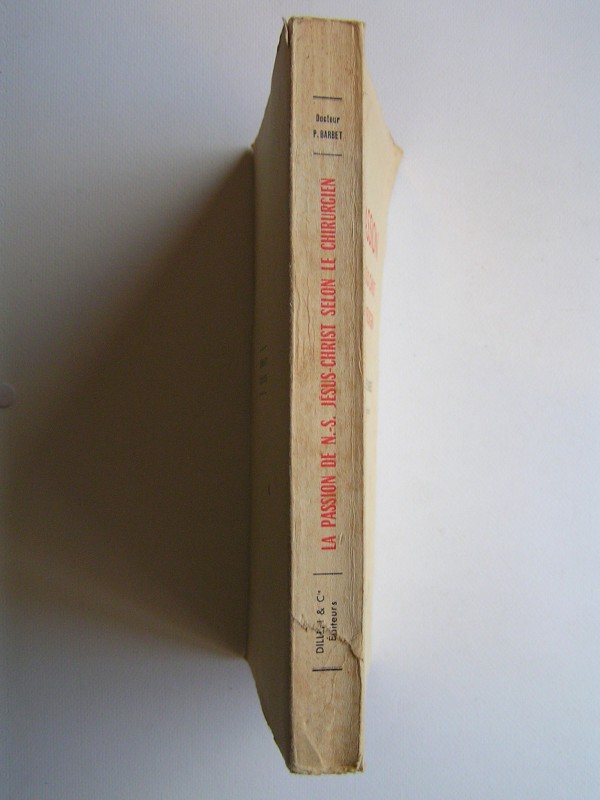 Docteur
P. BARBET
LA PASSION DE N.-S. JÉSUS-CHRIST SELON LE CHIRURGIEN
& Cie
Éditeurs